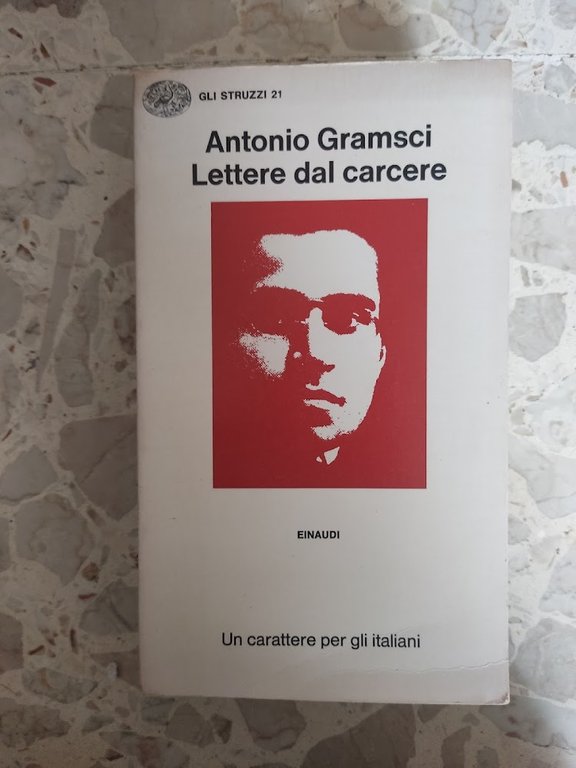 GLI STRUZZI 21
Antonio Gramsci
Lettere dal carcere
EINAUDI
Un carattere per gli italiani